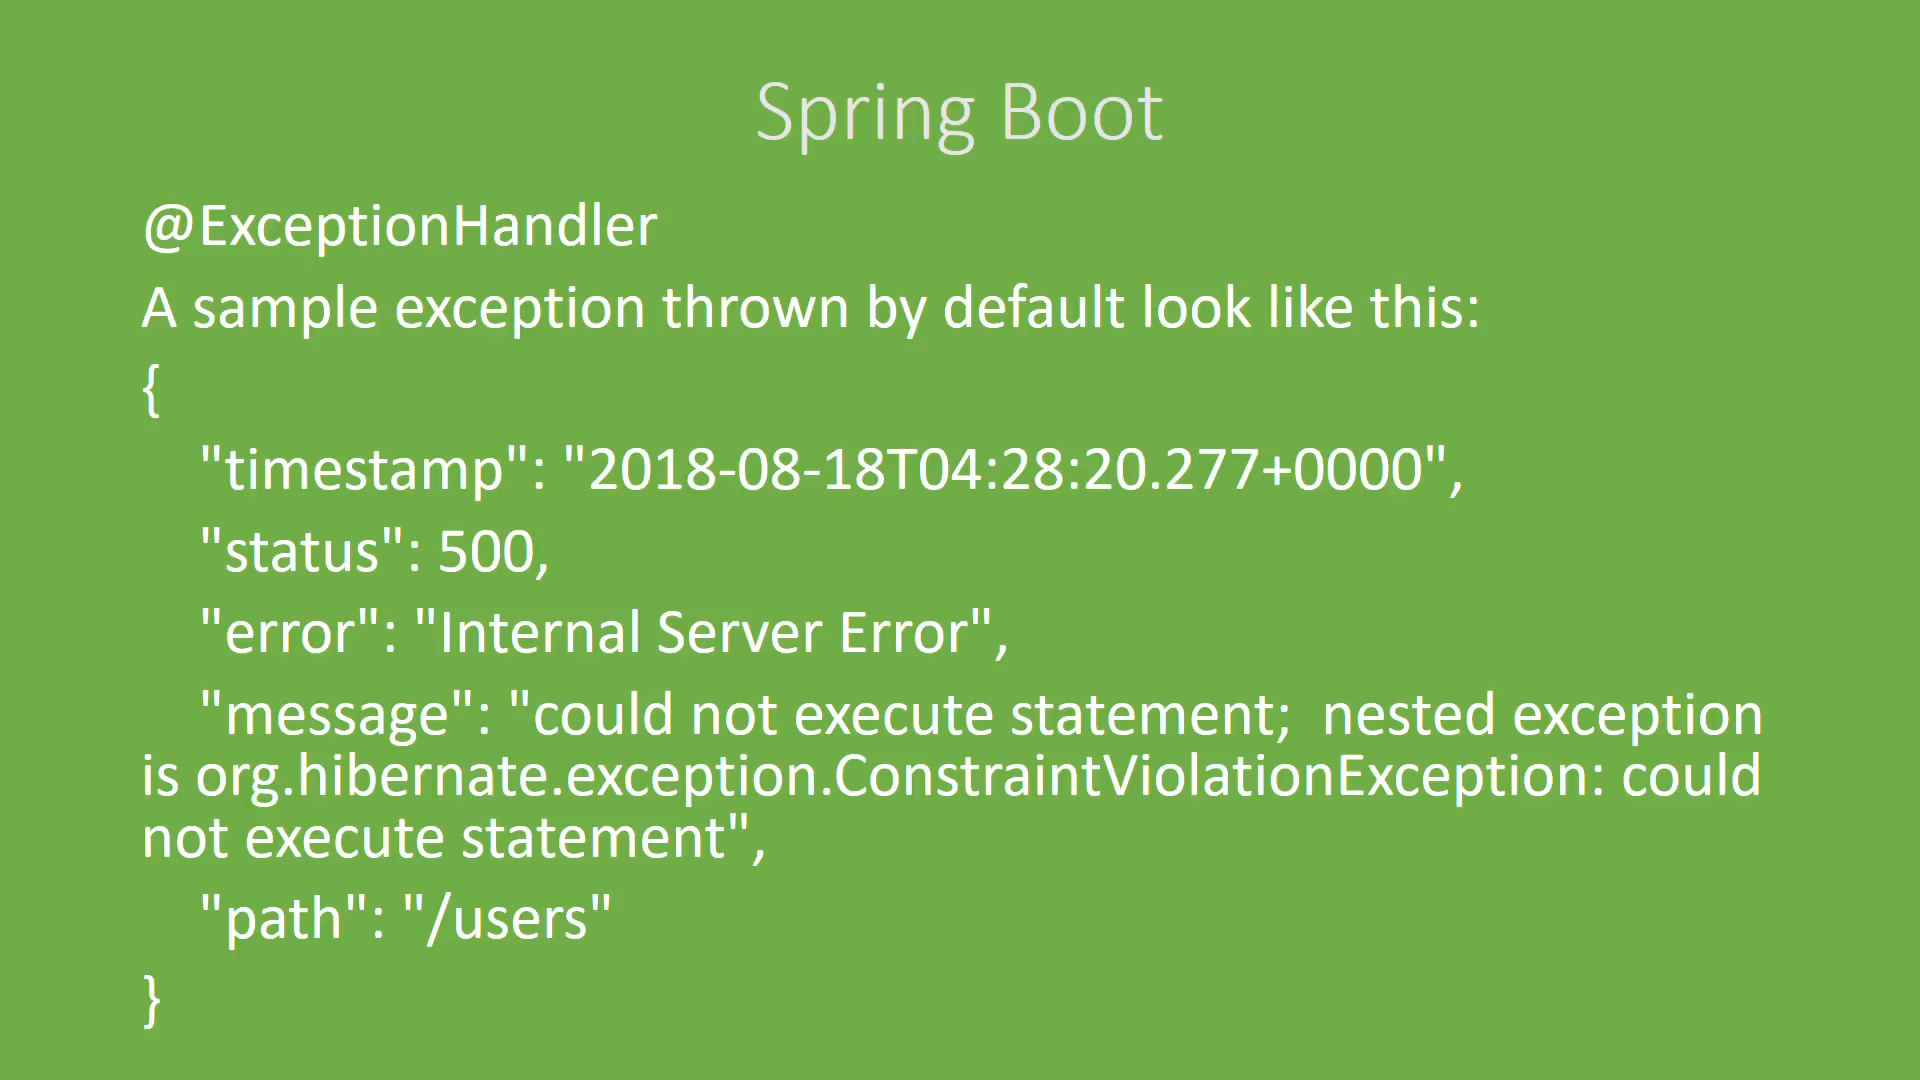 Spring Boot
@ExceptionHandler
A sample exception thrown by default look like this:
{
"timestamp": "2018-08-18T04:28:20.277+0000",
"status": 500,
"error": "Internal Server Error",
"message": "could not execute statement;  nested exception
is org.hibernate.exception.ConstraintViolationException: could
not execute statement",
"path": "/users"
}